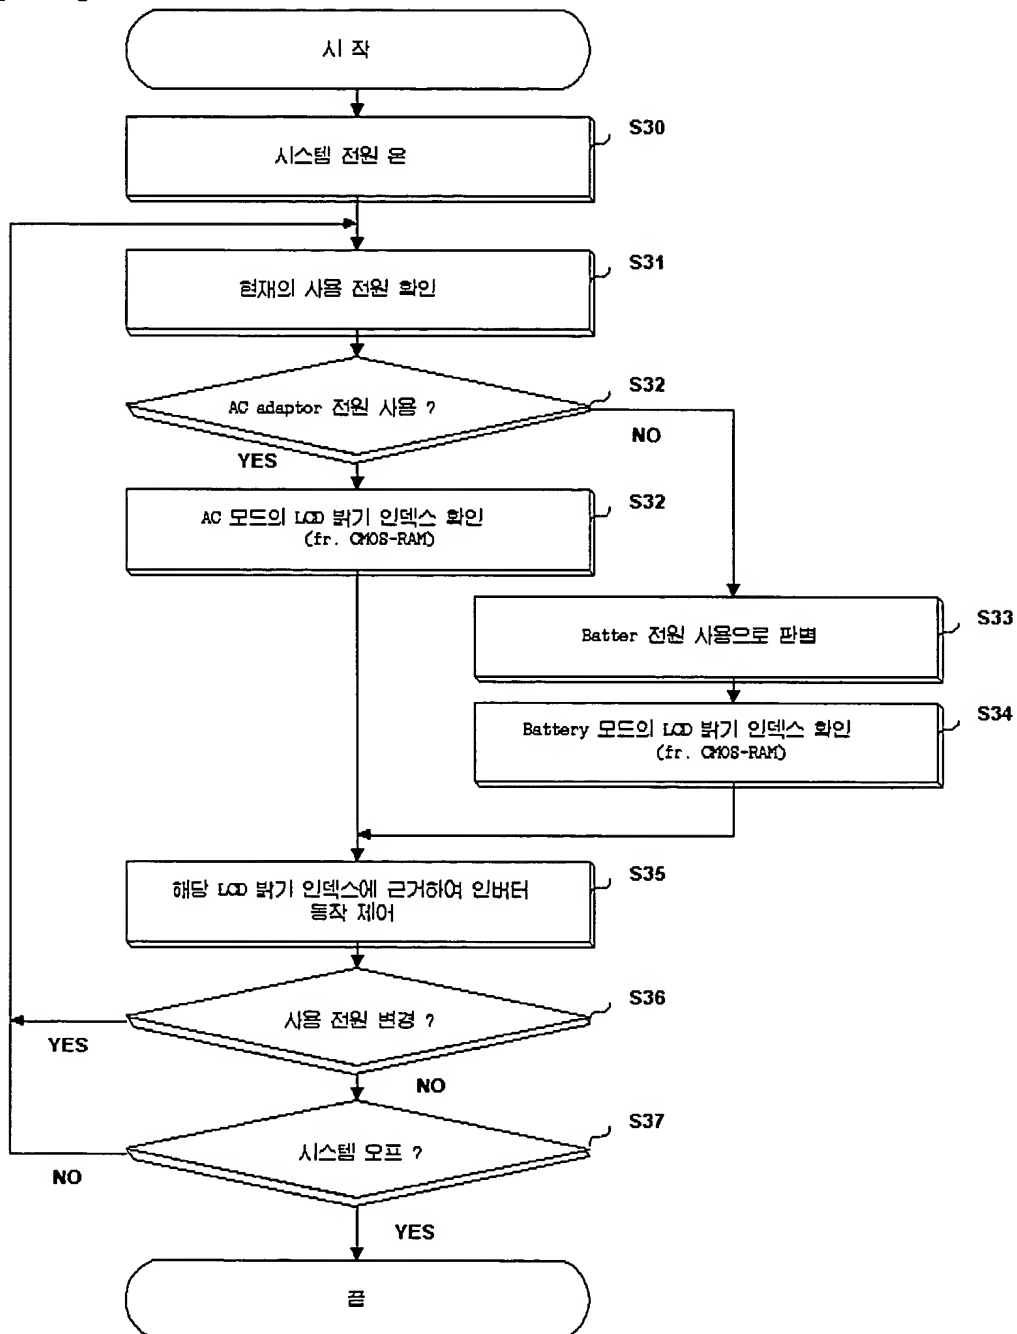 시 작
S30
시스템 전원 온
S31
현재의 사용 전원 확인
S32
AC adaptor 전원 사용 ?
NO
YES
S32
AC 모드의 LCD 밝기 인덱스 확인
(fr. CMOS-RAM)
S33
Batter 전원 사용으로 판별
S34
Battery 모드의 LCD 밝기 인덱스 확인
(fr. CMOS-RAM)
S35
해당 LCD 밝기 인덱스에 근거하여 인버터
동작 제어
S36
사용 전원 변경 ?
YES
NO
S37
시스템 오프 ?
NO
YES
끝